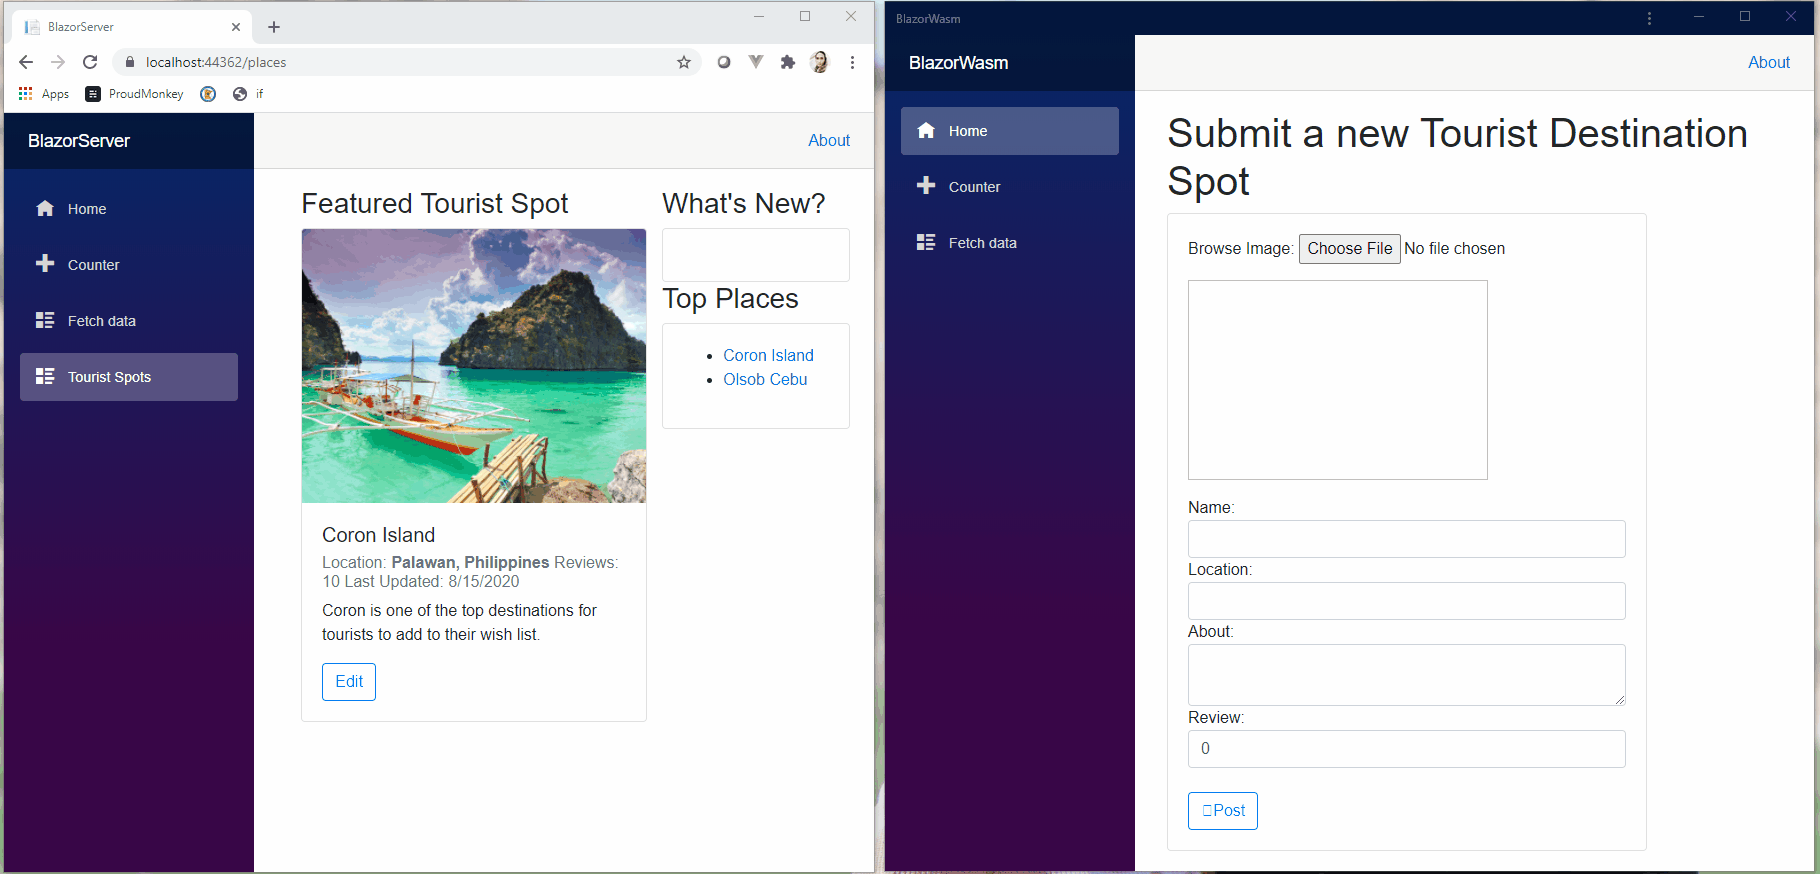 BlazorServer
localhost:44362/places
Apps
ProudMonkey
if
BlazorServer
About
Home
Counter
Fetch data
Tourist Spots
Featured Tourist Spot
Coron Island
Location: Palawan, Philippines Reviews:
10 Last Updated: 8/15/2020
Coron is one of the top destinations for
tourists to add to their wish list.
Edit
What's New?
Top Places
Coron Island
Olsob Cebu
BlazorWasm
BlazorWasm
About
Home
Counter
Fetch data
Submit a new Tourist Destination
Spot
Browse Image: Choose File No file chosen
Name:
Location:
About:
Review:
0
Post